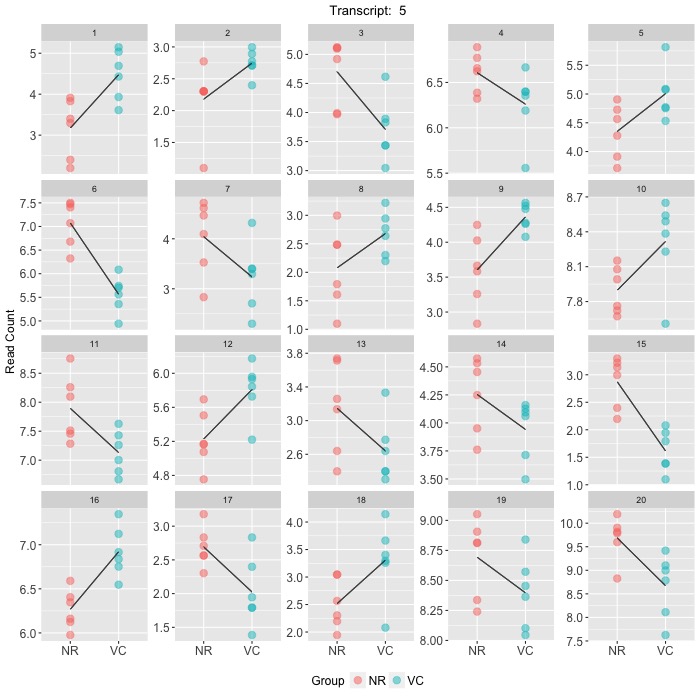 Transcript: 5
1 2 3 4 5
5 4 3
3.0 2.5 2.0 1.5
5.0 4.5 4.0 3.5 3.0
6.5 6.0 5.5
5.5 5.0 4.5 4.0
6 7 8 9 10
7.5 7.0 6.5 6.0 5.5 5.0
4 3
3.0 2.5 2.0 1.5 1.0
4.5 4.0 3.5 3.0
8.7 8.4 8.1 7.8
Read Count
11 12 13 14 15
8.5 8.0 7.5 7.0
6.0 5.6 5.2 4.8
3.8 3.4 3.0 2.6
4.50 4.25 4.00 3.75 3.50
3.0 2.5 2.0 1.5 1.0
16 17 18 19 20
7.0 6.5 6.0
3.0 2.5 2.0 1.5
4.0 3.5 3.0 2.5 2.0
9.00 8.75 8.50 8.25 8.00
10.0 9.5 9.0 8.5 8.0 7.5
NR VC NR VC NR VC NR VC NR VC
Group NR VC